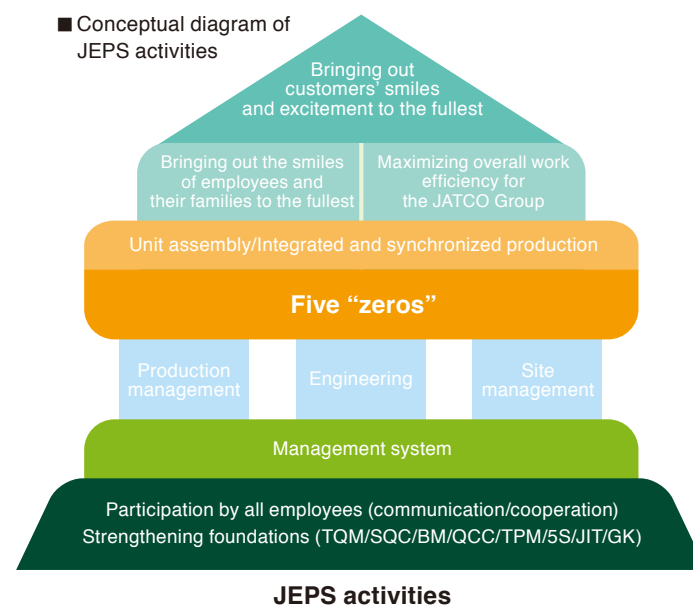 ■ Conceptual diagram of
JEPS activities
Bringing out
customers’ smiles
and excitement to the fullest
Bringing out the smiles
of employees and
their families to the fullest
Maximizing overall work
efficiency for
the JATCO Group
Unit assembly/Integrated and synchronized production
Five “zeros”
Production
management
Engineering
Site
management
Management system
Participation by all employees (communication/cooperation)
Strengthening foundations (TQM/SQC/BM/QCC/TPM/5S/JIT/GK)
JEPS activities